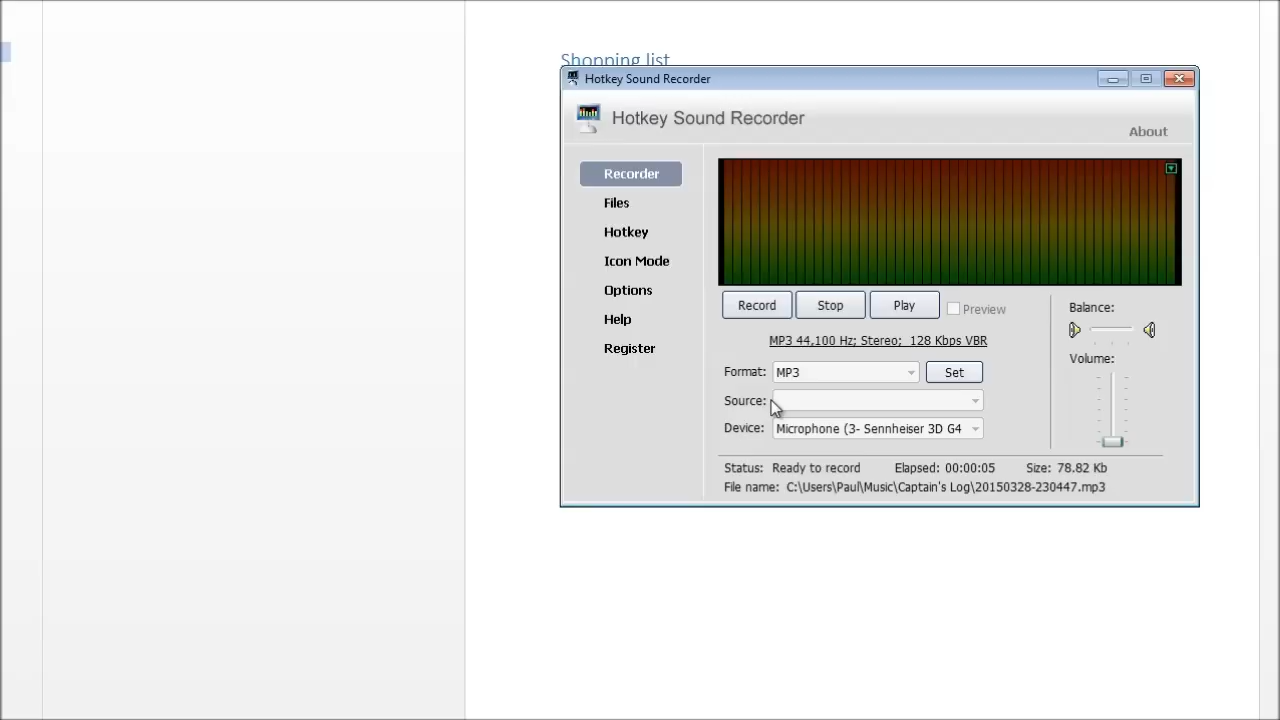 Shopping list
Hotkey Sound Recorder
Hotkey Sound Recorder
About
Recorder
Files
Hotkey
Icon Mode
Options
Help
Register
Record Stop Play Preview
MP3 44,100 Hz; Stereo; 128 Kbps VBR
Format: MP3 Set
Source:
Device: Microphone (3- Sennheiser 3D G4
Balance:
Volume:
Status: Ready to record Elapsed: 00:00:05 Size: 78.82 Kb
File name: C:\Users\Paul\Music\Captain's Log\20150328-230447.mp3